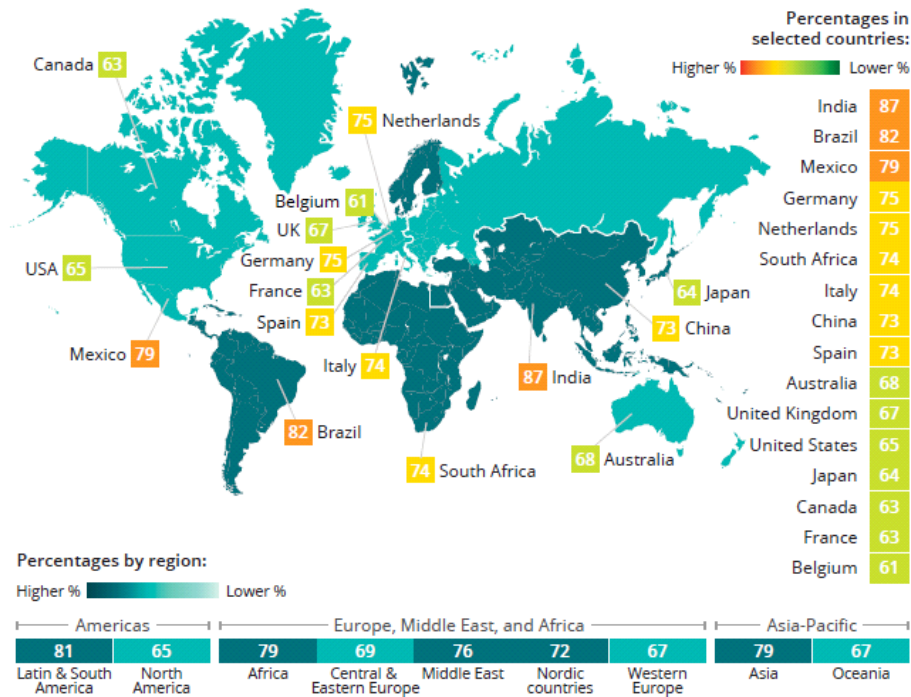 Percentages in
selected countries:
Higher % Lower %
Canada 63
75 Netherlands
Belgium 61
UK 67
Germany 75
USA 65
France 63
Spain 73
64 Japan
73 China
Mexico 79
Italy 74
87 India
82 Brazil
74 South Africa
68 Australia
India 87
Brazil 82
Mexico 79
Germany 75
Netherlands 75
South Africa 74
Italy 74
China 73
Spain 73
Australia 68
United Kingdom 67
United States 65
Japan 64
Canada 63
France 63
Belgium 61
Percentages by region:
Higher % Lower %
Americas Europe, Middle East, and Africa Asia-Pacific
81 65 79 69 76 72 67 79 67
Latin & South North Africa Central & Middle East Nordic Western Asia Oceania
America America Eastern Europe countries Europe